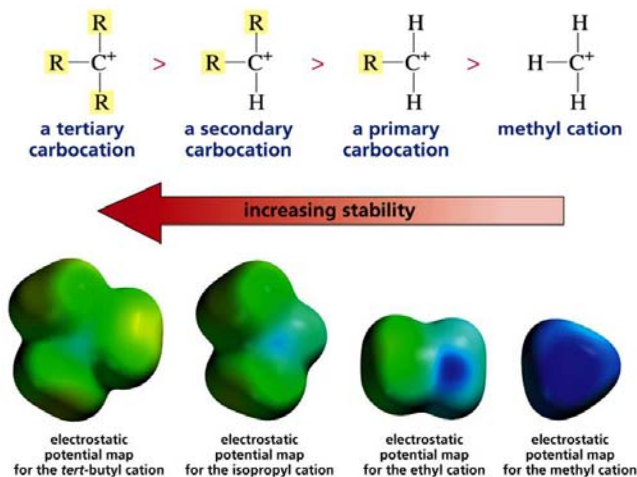 R
H
H
R—C⁺ > R—C⁺ > R—C⁺ > H—C⁺
R
R
H
H
H
R
a tertiary
carbocation
a secondary
carbocation
a primary
carbocation
methyl cation
increasing stability
electrostatic
potential map
for the tert-butyl cation
electrostatic
potential map
for the isopropyl cation
electrostatic
potential map
for the ethyl cation
electrostatic
potential map
for the methyl cation